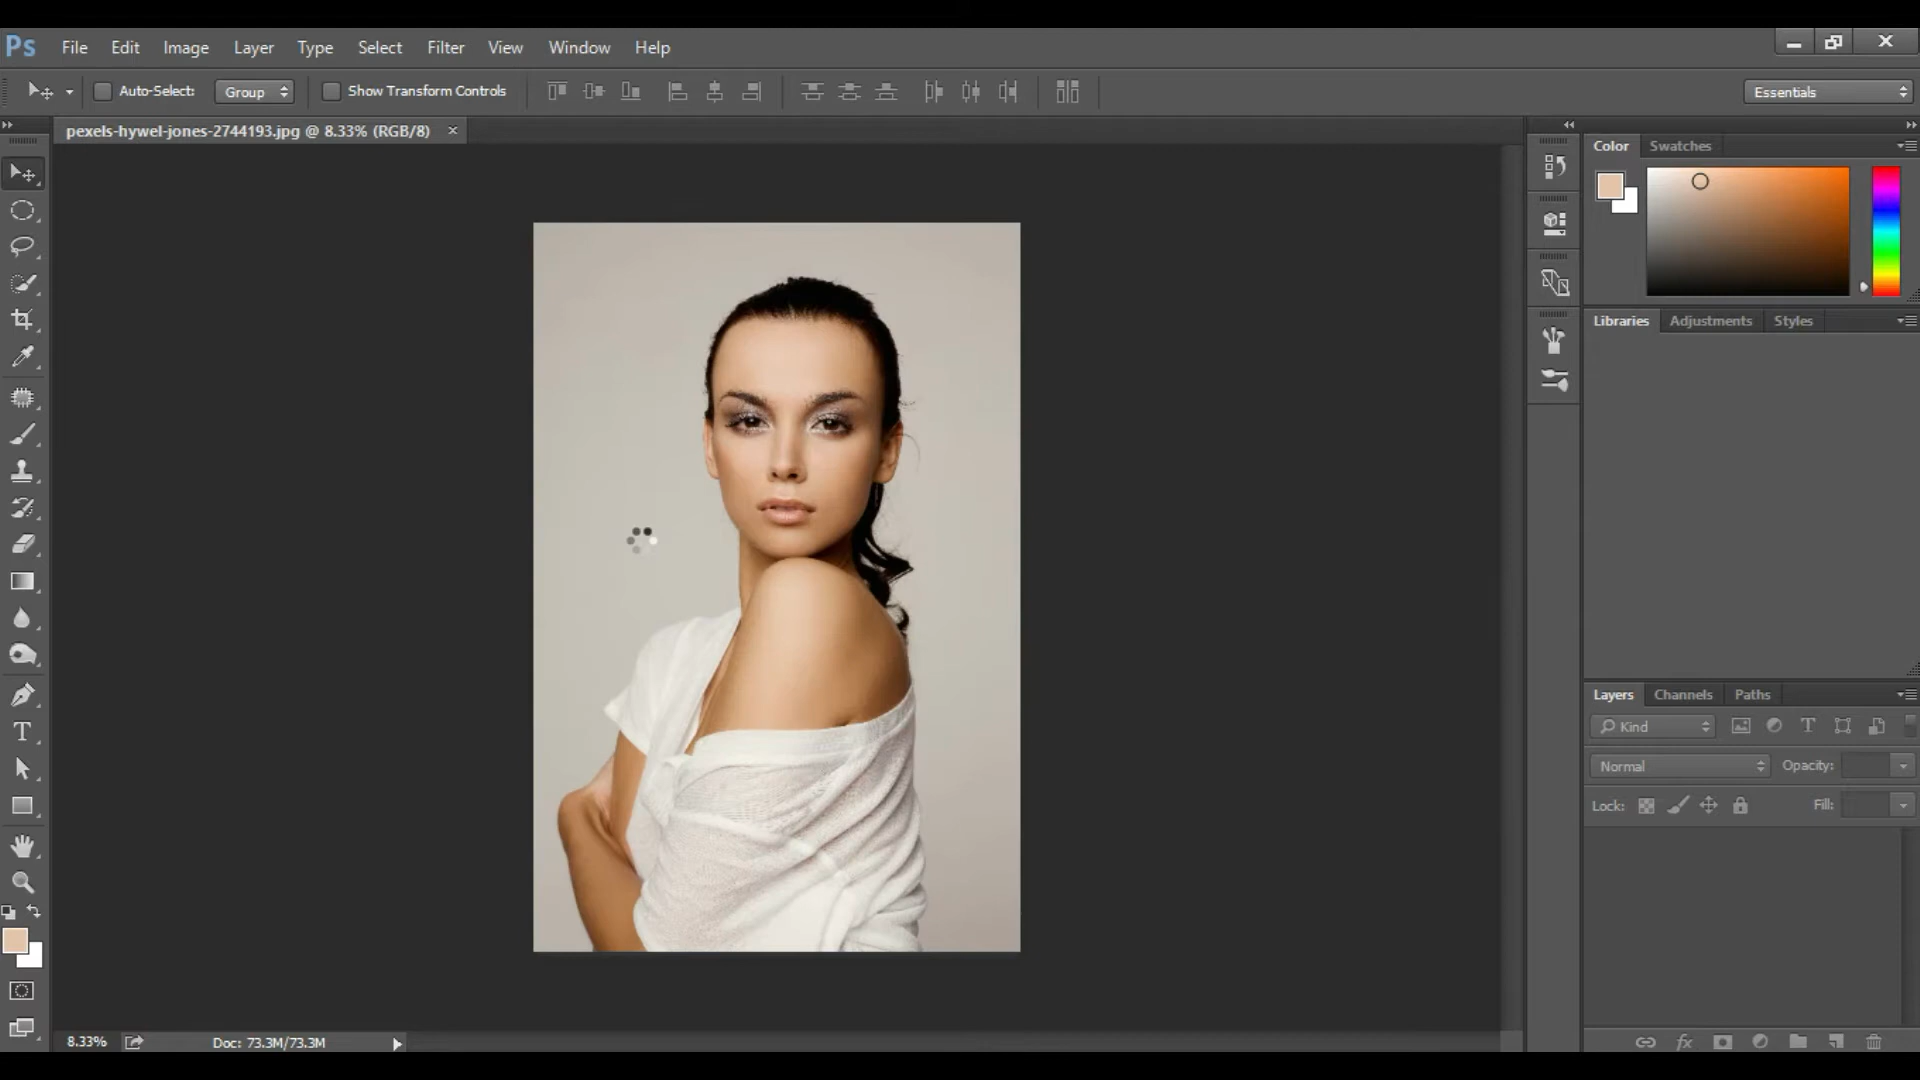 Ps File Edit Image Layer Type Select Filter View Window Help
Auto-Select: Group Show Transform Controls Essentials
pexels-hywel-jones-2744193.jpg @ 8.33% (RGB/8) ×
Color Swatches
Libraries Adjustments Styles
Layers Channels Paths
Kind
Normal Opacity:
Lock: Fill:
fx
8.33% Doc: 73.3M/73.3M